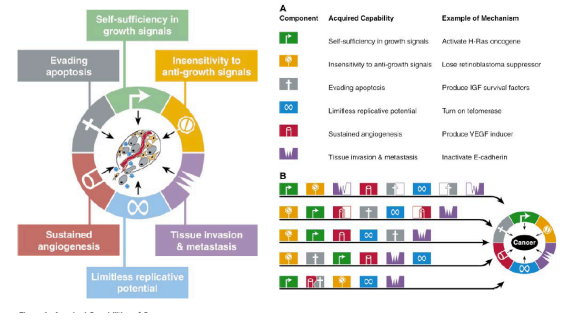 Self-sufficiency in
growth signals
Evading
apoptosis
Insensitivity to
anti-growth signals
Sustained
angiogenesis
Tissue invasion
& metastasis
Limitless replicative
potential
A
Component Acquired Capability Example of Mechanism
Self-sufficiency in growth signals Activate H-Ras oncogene
Insensitivity to anti-growth signals Lose retinoblastoma suppressor
Evading apoptosis Produce IGF survival factors
Limitless replicative potential Turn on telomerase
Sustained angiogenesis Produce VEGF inducer
Tissue invasion & metastasis Inactivate E-cadherin
B
Cancer